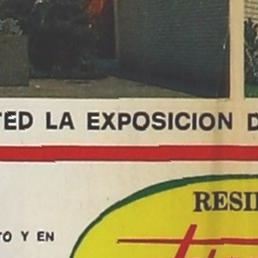 TED LA EXPOSICION D
RESI
TO Y EN